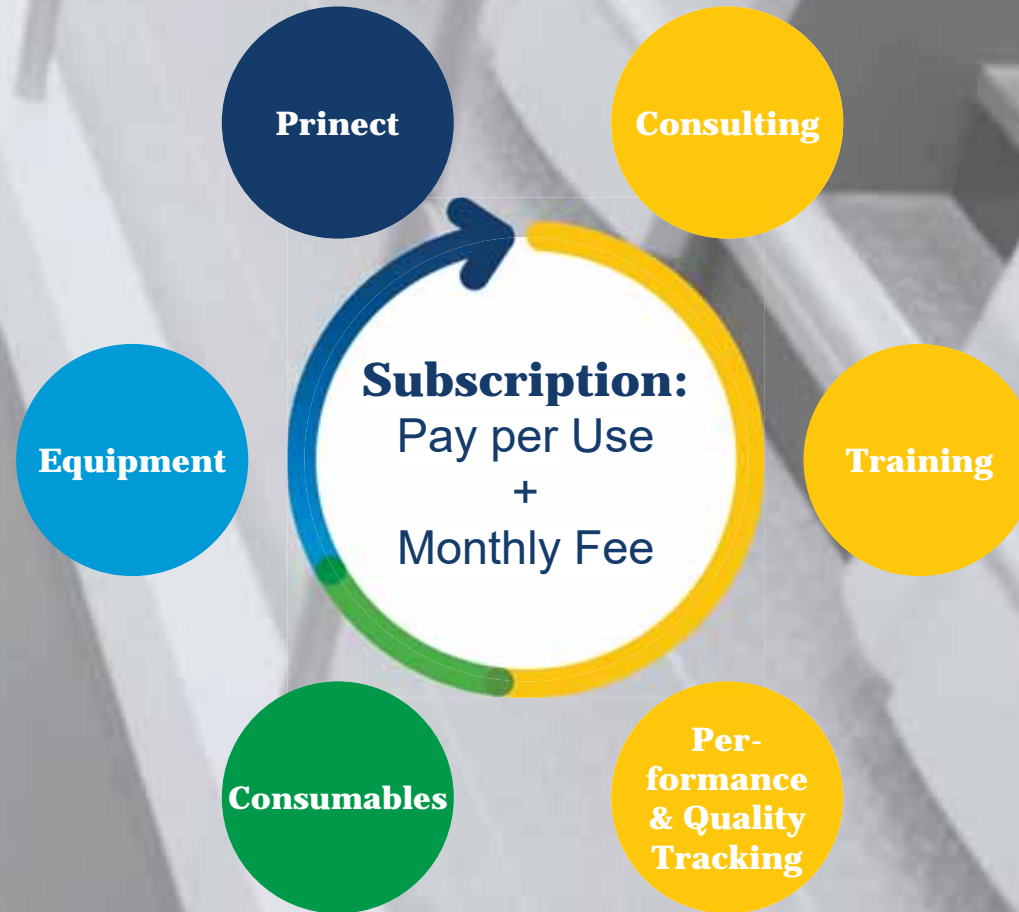 Prinect
Consulting
Subscription:
Pay per Use
+
Monthly Fee
Equipment
Training
Consumables
Per-
formance
& Quality
Tracking